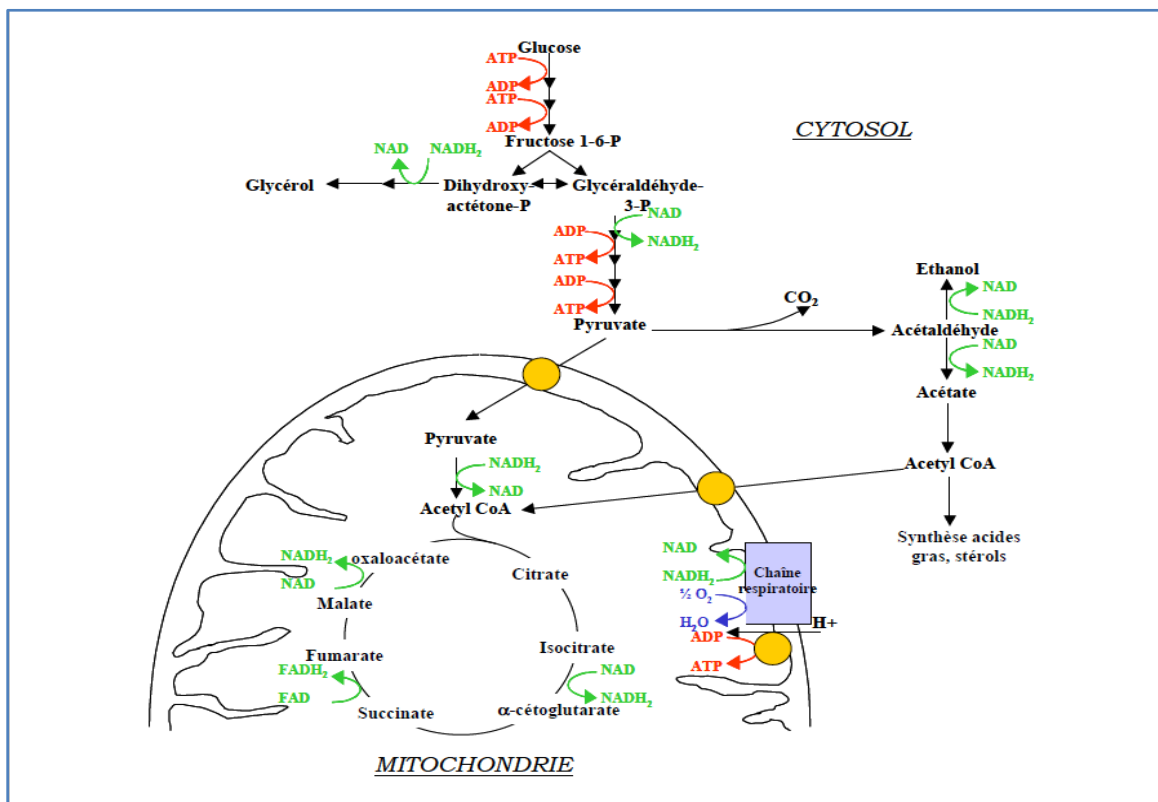 Glucose
ATP
ADP
ATP
ADP
CYTOSOL
Fructose 1-6-P
NAD
NADH₂
Glycérol
Dihydroxy-
actétone-P
Glycéraldéhyde-
3-P
NAD
NADH₂
ADP
ATP
ADP
ATP
Pyruvate
CO₂
Ethanol
NAD
NADH₂
Acétaldéhyde
NAD
NADH₂
Acétate
Acetyl CoA
Synthèse acides
gras, stérols
Pyruvate
NADH₂
NAD
Acetyl CoA
oxaloacétate
Citrate
NADH₂
NAD
Malate
Fumarate
Isocitrate
FADH₂
FAD
Succinate
NAD
NADH₂
α-cétoglutarate
NAD
NADH₂
Chaîne
respiratoire
½ O₂
H₂O
H+
ADP
ATP
MITOCHONDRIE